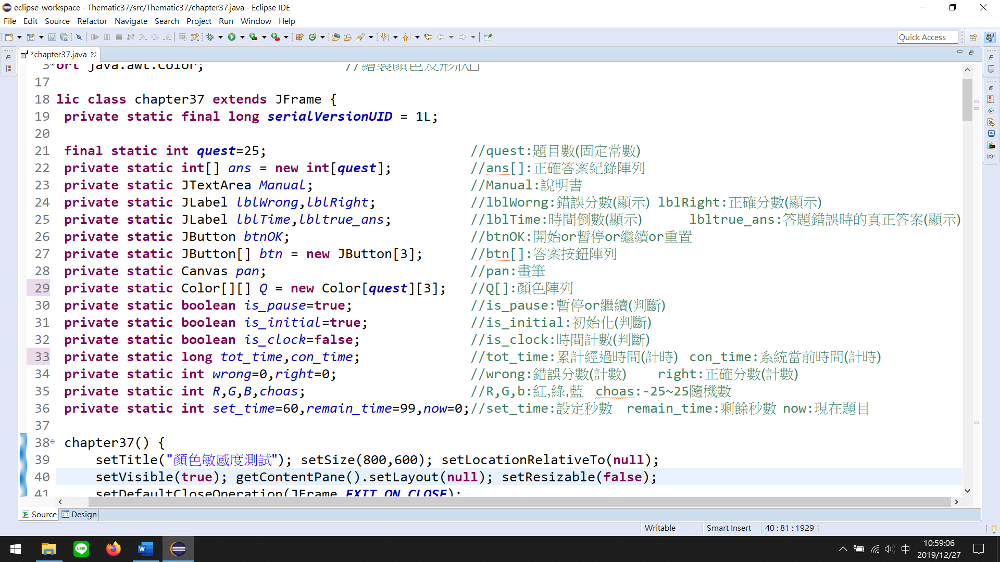 eclipse-workspace - Thematic37/src/Thematic37/chapter37.java - Eclipse IDE
File Edit Source Refactor Navigate Search Project Run Window Help
Quick Access
*chapter37.java
3 ort java.awt.Color; //繪製顏色及形狀
17
18 lic class chapter37 extends JFrame {
19 private static final long serialVersionUID = 1L;
20
21 final static int quest=25; //quest:題目數(固定常數)
22 private static int[] ans = new int[quest]; //ans[]:正確答案紀錄陣列
23 private static JTextArea Manual; //Manual:說明書
24 private static JLabel lblWrong,lblRight; //lblWorng:錯誤分數(顯示) lblRight:正確分數(顯示)
25 private static JLabel lblTime,lbltrue_ans; //lblTime:時間倒數(顯示) lbltrue_ans:答題錯誤時的真正答案(顯示)
26 private static JButton btnOK; //btnOK:開始or暫停or繼續or重置
27 private static JButton[] btn = new JButton[3]; //btn[]:答案按鈕陣列
28 private static Canvas pan; //pan:畫筆
29 private static Color[][] Q = new Color[quest][3]; //Q[]:顏色陣列
30 private static boolean is_pause=true; //is_pause:暫停or繼續(判斷)
31 private static boolean is_initial=true; //is_initial:初始化(判斷)
32 private static boolean is_clock=false; //is_clock:時間計數(判斷)
33 private static long tot_time,con_time; //tot_time:累計經過時間(計時) con_time:系統當前時間(計時)
34 private static int wrong=0,right=0; //wrong:錯誤分數(計數) right:正確分數(計數)
35 private static int R,G,B,choas; //R,G,b:紅,綠,藍 choas:-25~25隨機數
36 private static int set_time=60,remain_time=99,now=0;//set_time:設定秒數 remain_time:剩餘秒數 now:現在題目
37
38 chapter37() {
39 setTitle("顏色敏感度測試"); setSize(800,600); setLocationRelativeTo(null);
40 setVisible(true); getContentPane().setLayout(null); setResizable(false);
41 setDefaultCloseOperation(JFrame.EXIT_ON_CLOSE);
Source Design
Writable Smart Insert 40 : 81 : 1929
中
10:59:06
2019/12/27